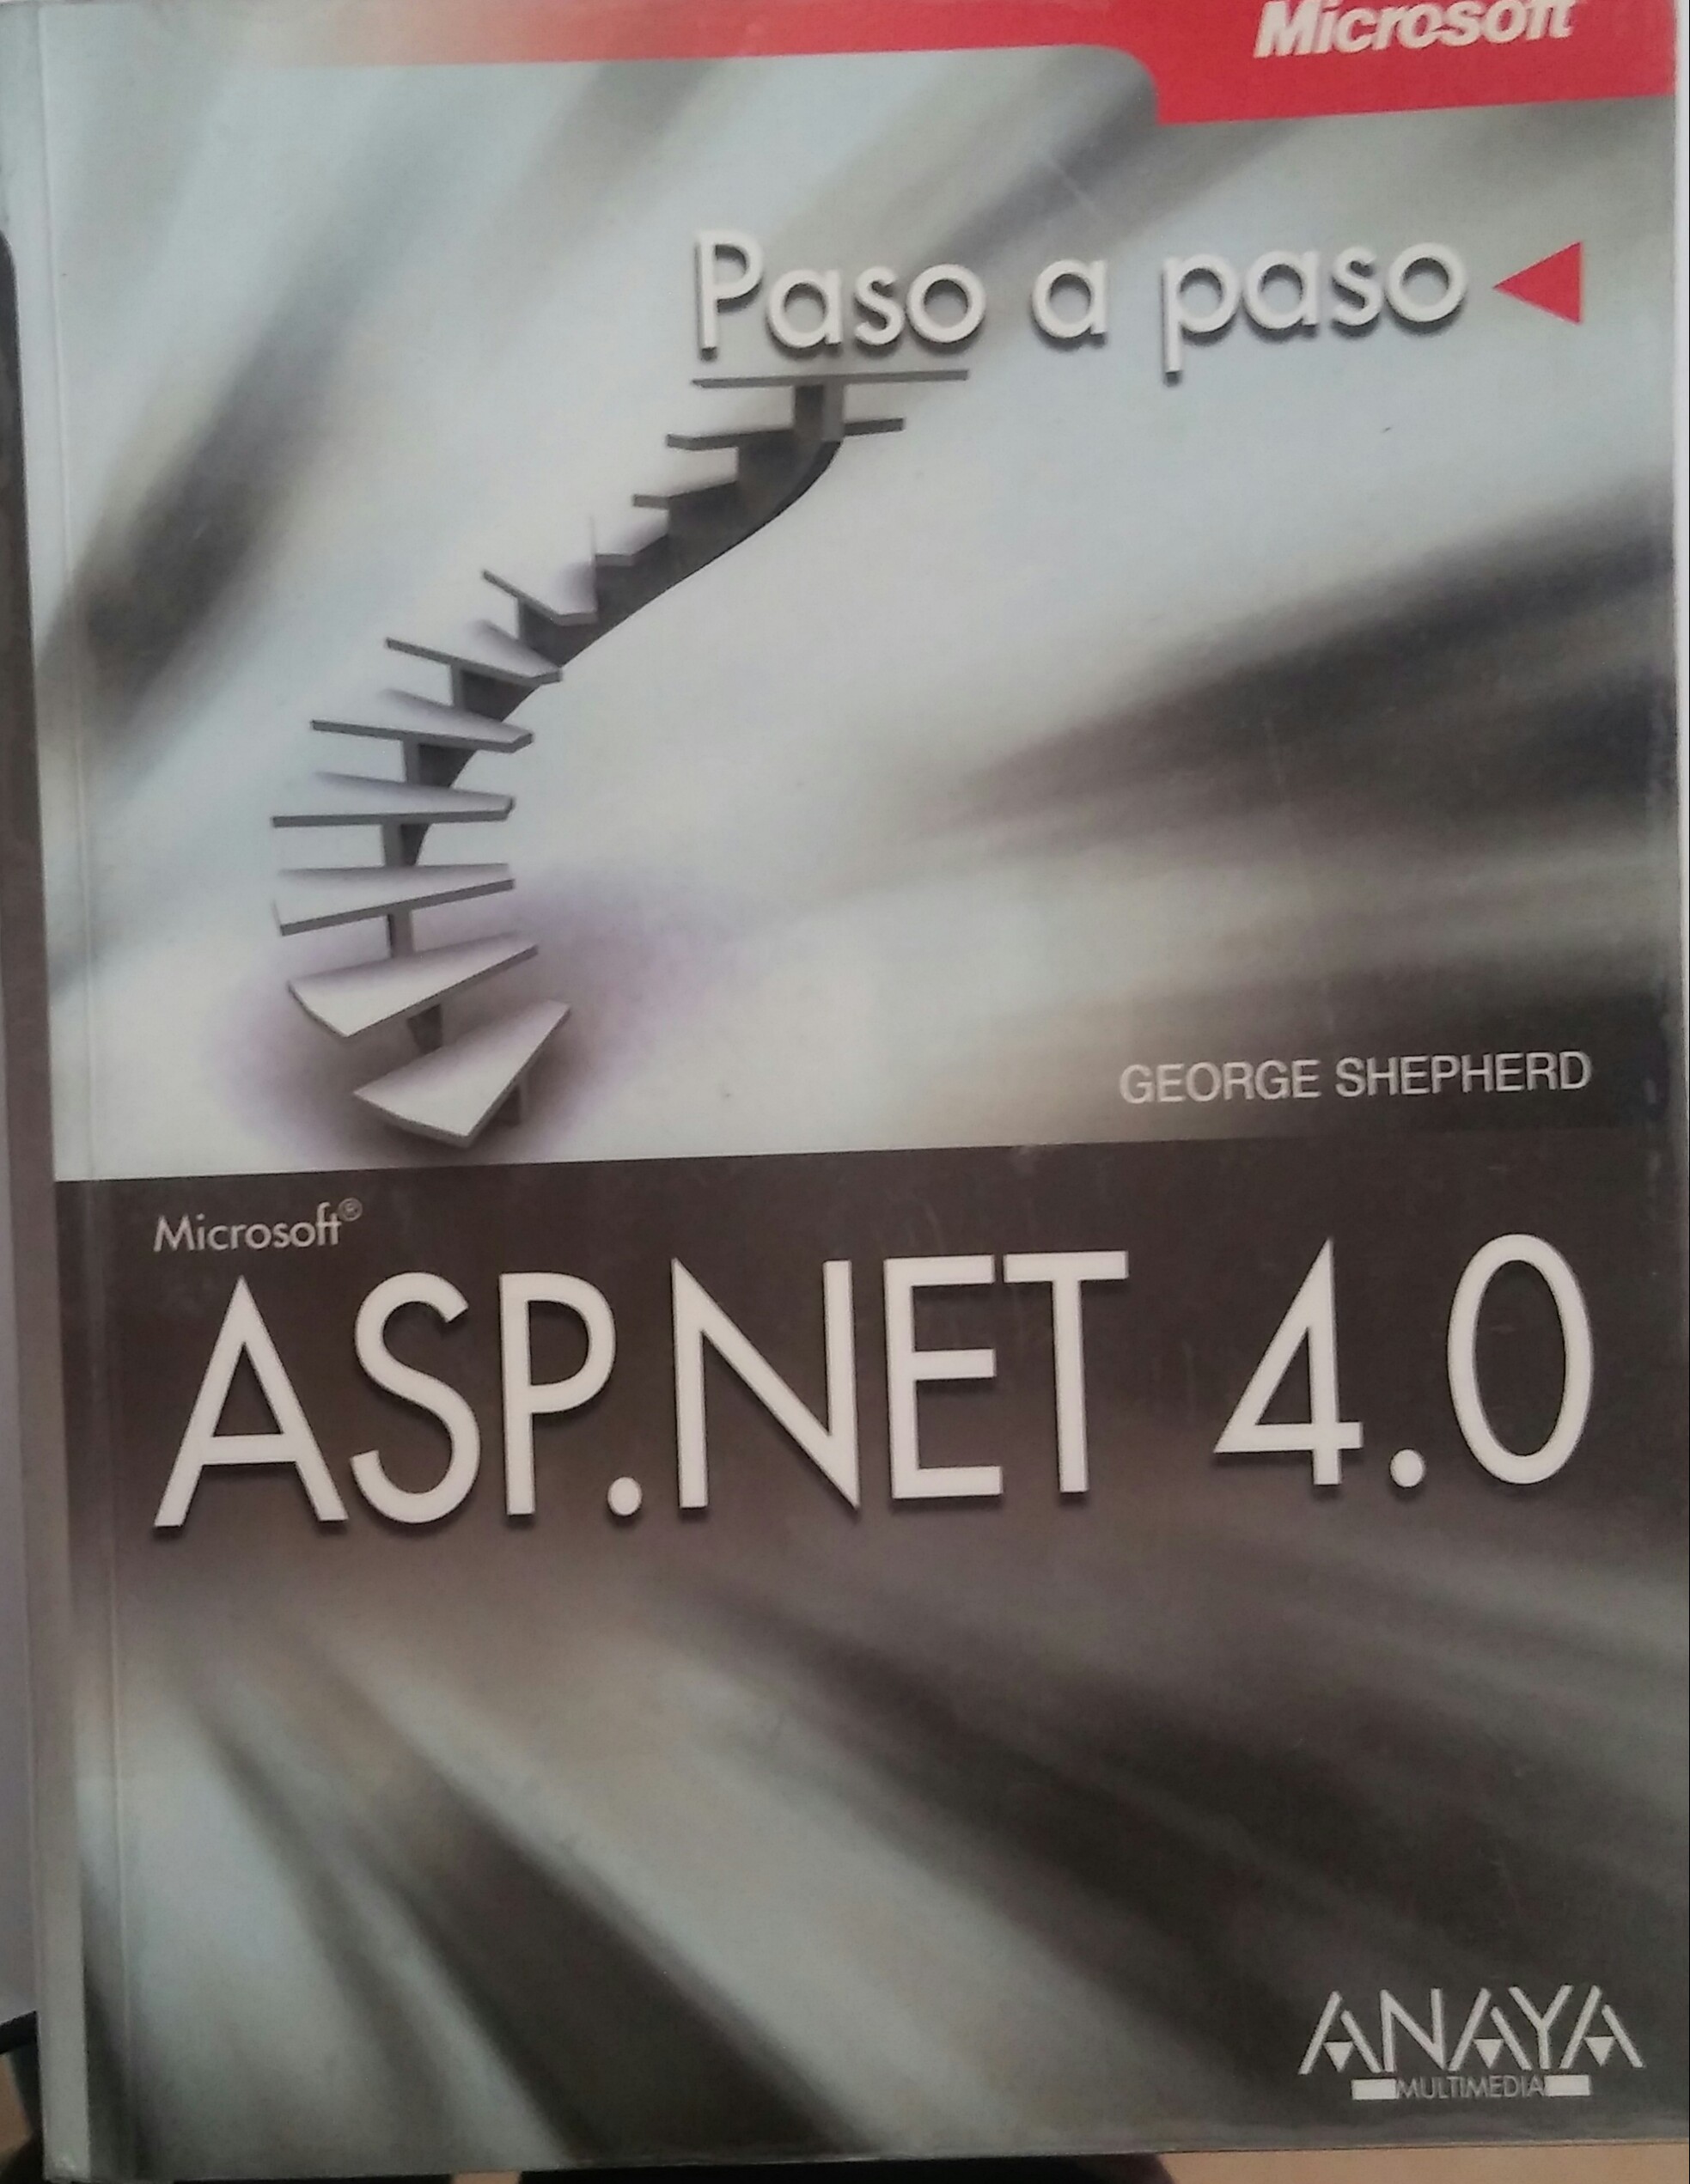 Microsoft
Paso a paso
GEORGE SHEPHERD
Microsoft®
ASP.NET 4.0
ANAYA
MULTIMEDIA